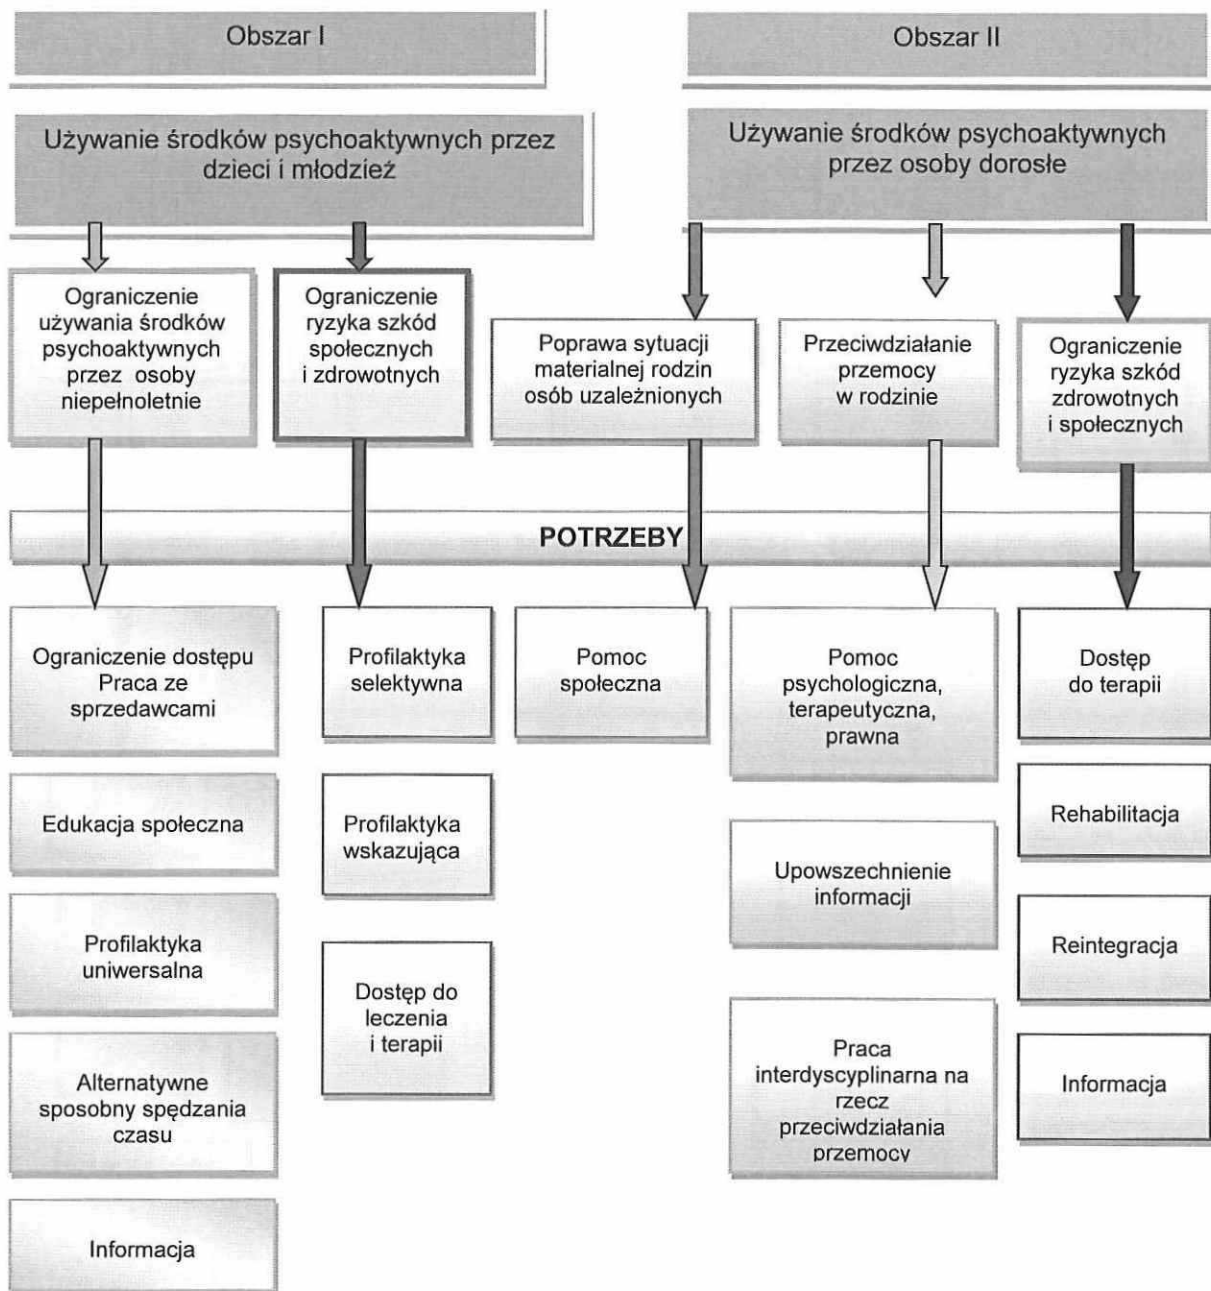 Obszar I
Obszar II
Używanie środków psychoaktywnych przez
dzieci i młodzież
Używanie środków psychoaktywnych
przez osoby dorosłe
Ograniczenie
używania środków
psychoaktywnych
przez osoby
niepełnoletnie
Ograniczenie
ryzyka szkód
społecznych
i zdrowotnych
Poprawa sytuacji
materialnej rodzin
osób uzależnionych
Przeciwdziałanie
przemocy
w rodzinie
Ograniczenie
ryzyka szkód
zdrowotnych
i społecznych
POTRZEBY
Ograniczenie dostępu
Praca ze
sprzedawcami
Edukacja społeczna
Profilaktyka
uniwersalna
Alternatywne
sposobny spędzania
czasu
Informacja
Profilaktyka
selektywna
Profilaktyka
wskazująca
Dostęp do
leczenia
i terapii
Pomoc
społeczna
Pomoc
psychologiczna,
terapeutyczna,
prawna
Upowszechnienie
informacji
Praca
interdyscyplinarna na
rzecz
przeciwdziałania
przemocy
Dostęp
do terapii
Rehabilitacja
Reintegracja
Informacja